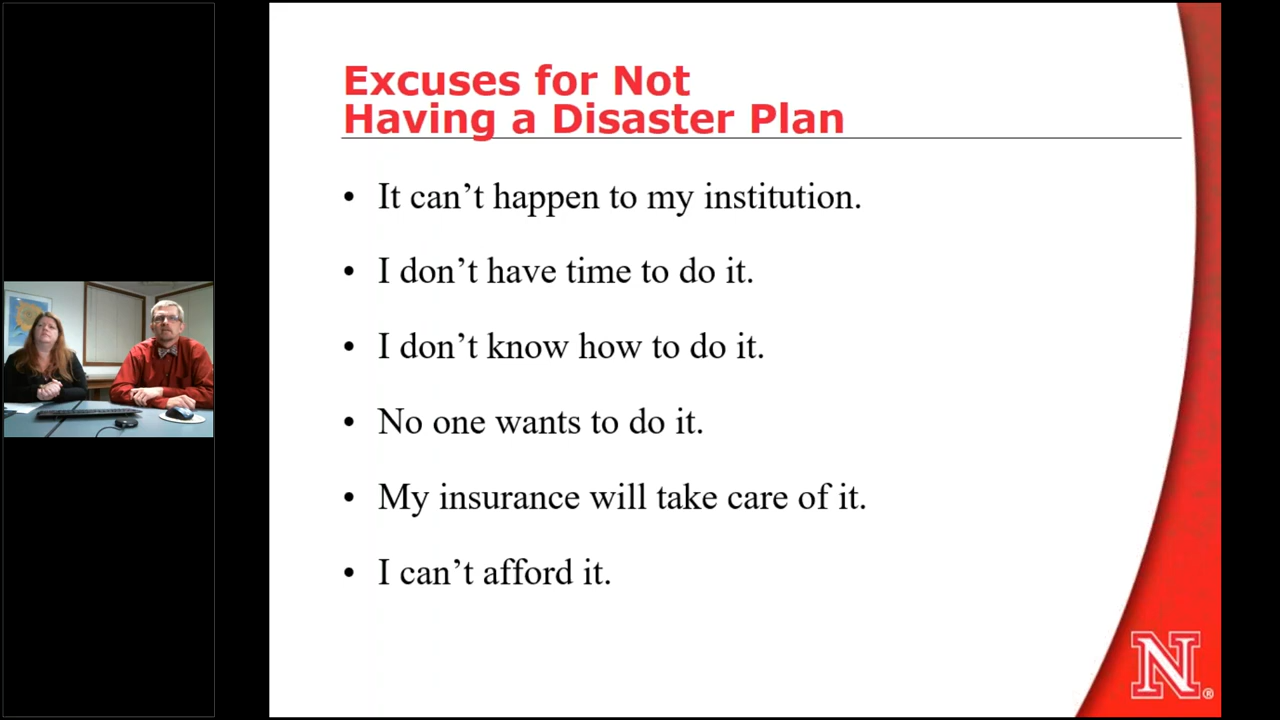 Excuses for Not
Having a Disaster Plan
• It can’t happen to my institution.
• I don’t have time to do it.
• I don’t know how to do it.
• No one wants to do it.
• My insurance will take care of it.
• I can’t afford it.
N®